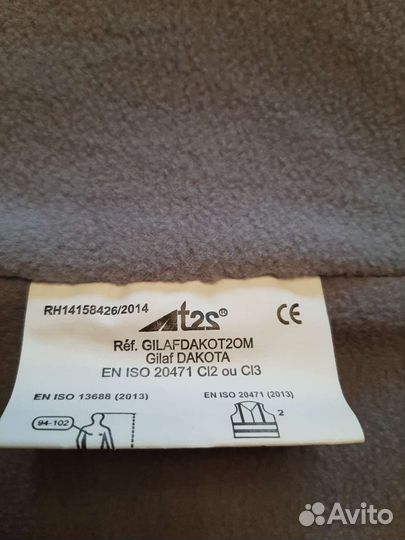 RH14158426/2014
t2s®
CE
Réf. GILAFDAKOT2OM
Gilaf DAKOTA
EN ISO 20471 Cl2 ou Cl3
EN ISO 13688 (2013)
EN ISO 20471 (2013)
94-102
2
Avito